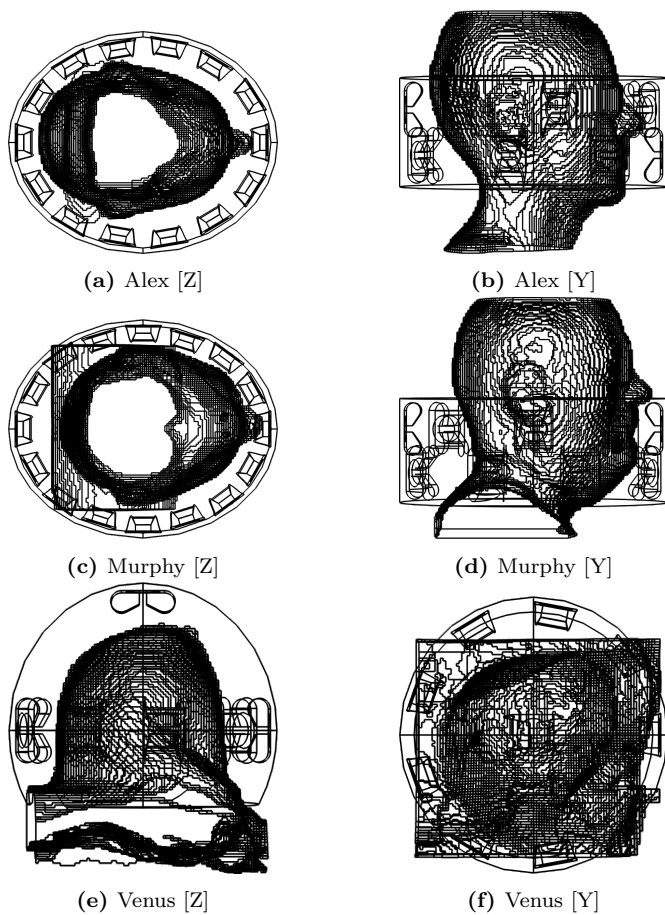 (a) Alex [Z]
(b) Alex [Y]
(c) Murphy [Z]
(d) Murphy [Y]
(e) Venus [Z]
(f) Venus [Y]